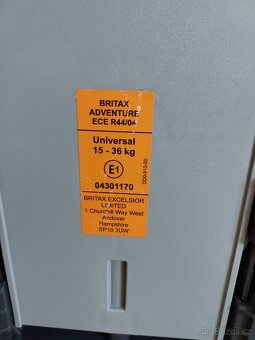 BRITAX
ADVENTURE
ECE R44/04
Universal
15 - 36 kg
E1
04301170
BRITAX EXCELSIOR
LIMITED
1 Churchill Way West
Andover
Hampshire
SP10 3UW